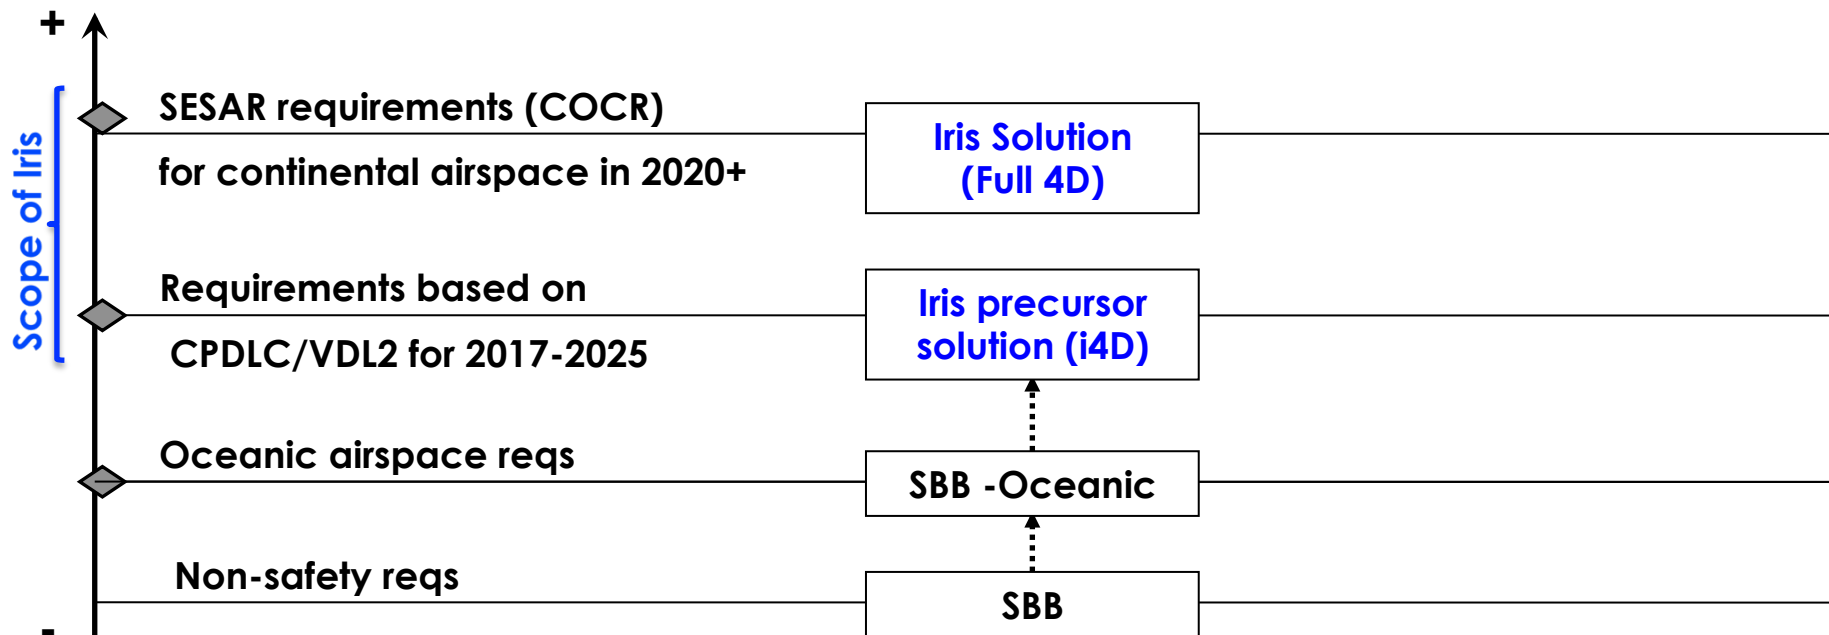 +
SESAR requirements (COCR)
for continental airspace in 2020+
Iris Solution
(Full 4D)
Scope of Iris
Requirements based on
CPDLC/VDL2 for 2017-2025
Iris precursor
solution (i4D)
Oceanic airspace reqs
SBB -Oceanic
Non-safety reqs
SBB
-